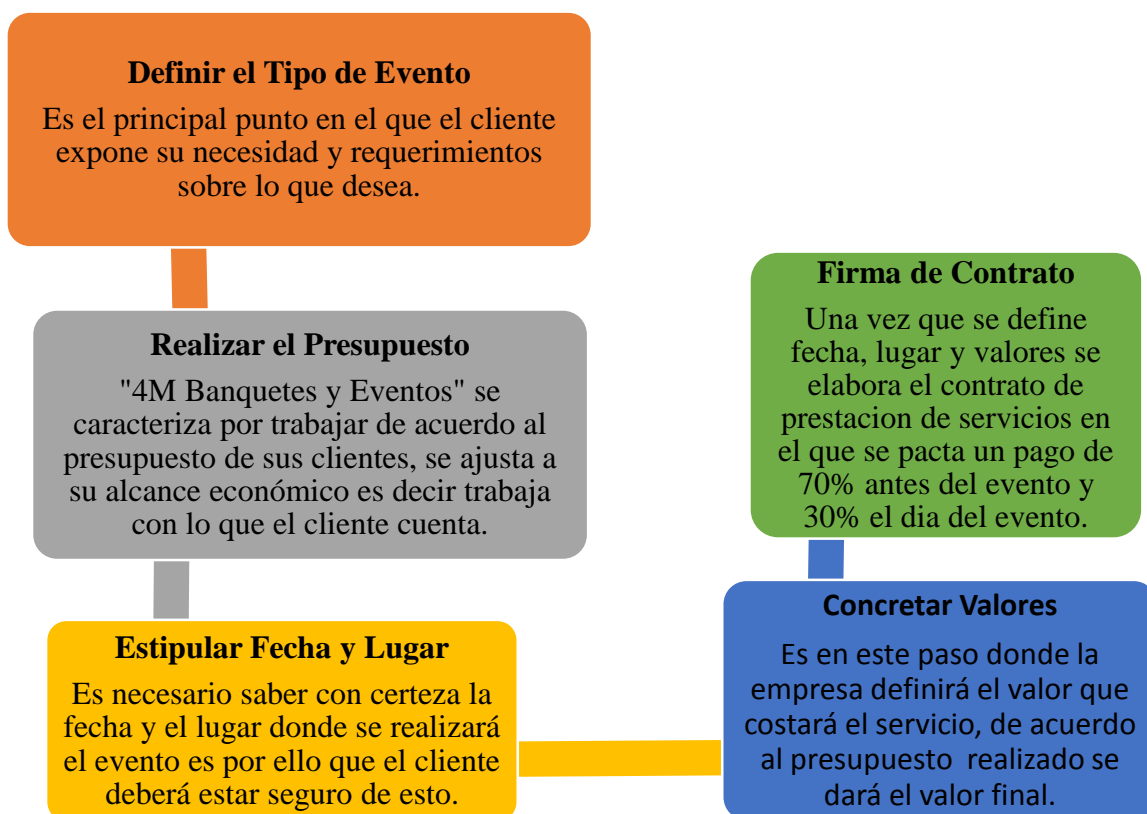 Definir el Tipo de Evento
Es el principal punto en el que el cliente
expone su necesidad y requerimientos
sobre lo que desea.
Realizar el Presupuesto
"4M Banquetes y Eventos" se
caracteriza por trabajar de acuerdo al
presupuesto de sus clientes, se ajusta a
su alcance económico es decir trabaja
con lo que el cliente cuenta.
Estipular Fecha y Lugar
Es necesario saber con certeza la
fecha y el lugar donde se realizará
el evento es por ello que el cliente
deberá estar seguro de esto.
Concretar Valores
Es en este paso donde la
empresa definirá el valor que
costará el servicio, de acuerdo
al presupuesto realizado se
dará el valor final.
Firma de Contrato
Una vez que se define
fecha, lugar y valores se
elabora el contrato de
prestacion de servicios en
el que se pacta un pago de
70% antes del evento y
30% el dia del evento.